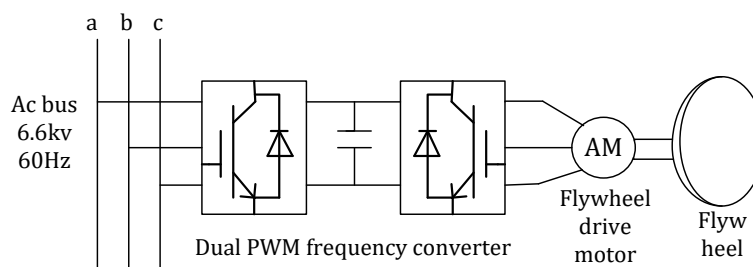 a b c
Ac bus
6.6kv
60Hz
AM
Flywheel
drive
motor
Flyw
heel
Dual PWM frequency converter